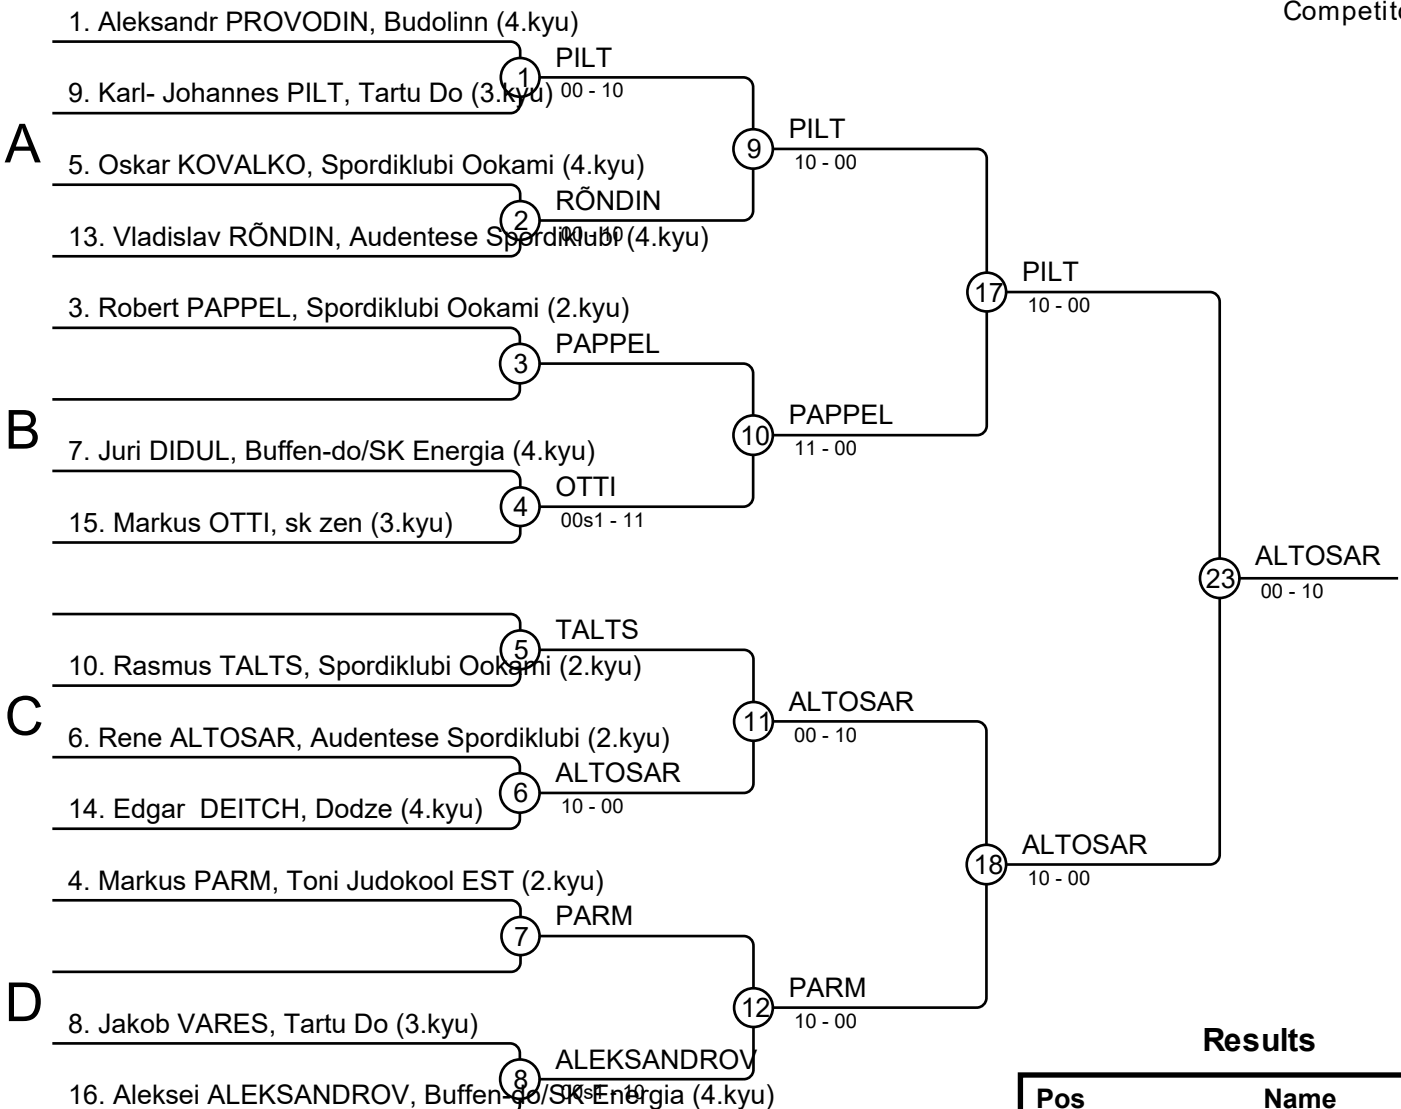 Competit
1. Aleksandr PROVODIN, Budolinn (4.kyu)
1
PILT
00 - 10
9. Karl- Johannes PILT, Tartu Do (3.kyu)
A
9
PILT
10 - 00
5. Oskar KOVALKO, Spordiklubi Ookami (4.kyu)
2
RÕNDIN
00 - 10
13. Vladislav RÕNDIN, Audentese Spordiklubi (4.kyu)
17
PILT
10 - 00
3. Robert PAPPEL, Spordiklubi Ookami (2.kyu)
3
PAPPEL
B
10
PAPPEL
11 - 00
7. Juri DIDUL, Buffen-do/SK Energia (4.kyu)
4
OTTI
00s1 - 11
15. Markus OTTI, sk zen (3.kyu)
23
ALTOSAR
00 - 10
5
TALTS
10. Rasmus TALTS, Spordiklubi Ookami (2.kyu)
C
11
ALTOSAR
00 - 10
6. Rene ALTOSAR, Audentese Spordiklubi (2.kyu)
6
ALTOSAR
10 - 00
14. Edgar  DEITCH, Dodze (4.kyu)
18
ALTOSAR
10 - 00
4. Markus PARM, Toni Judokool EST (2.kyu)
7
PARM
D
12
PARM
10 - 00
8. Jakob VARES, Tartu Do (3.kyu)
8
ALEKSANDROV
16. Aleksei ALEKSANDROV, Buffen-do/SK Energia (4.kyu)
Results
Pos Name